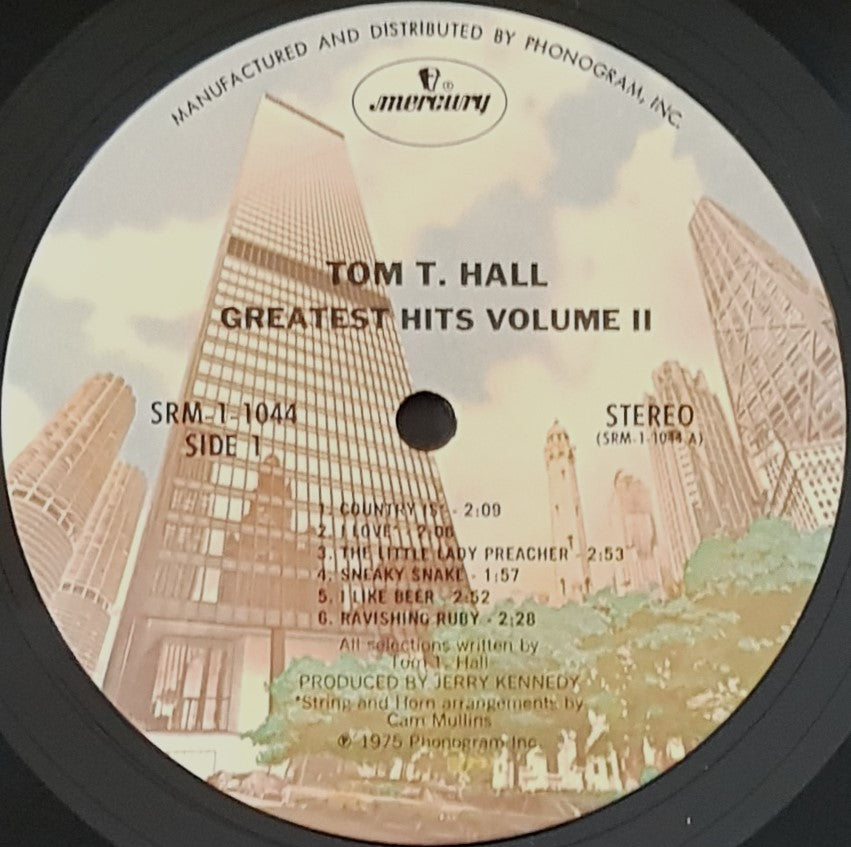 MANUFACTURED AND DISTRIBUTED BY PHONOGRAM, INC.
mercury ®
TOM T. HALL
GREATEST HITS VOLUME II
SRM-1-1044
SIDE 1
STEREO
(SRM-1-1044 A)
1. COUNTRY IS* - 2:09
2. I LOVE* - 2:06
3. THE LITTLE LADY PREACHER - 2:53
4. SNEAKY SNAKE - 1:57
5. I LIKE BEER - 2:52
6. RAVISHING RUBY - 2:28
All selections written by
Tom T. Hall
PRODUCED BY JERRY KENNEDY
*String and Horn arrangements by
Cam Mullins
℗ 1975 Phonogram Inc.